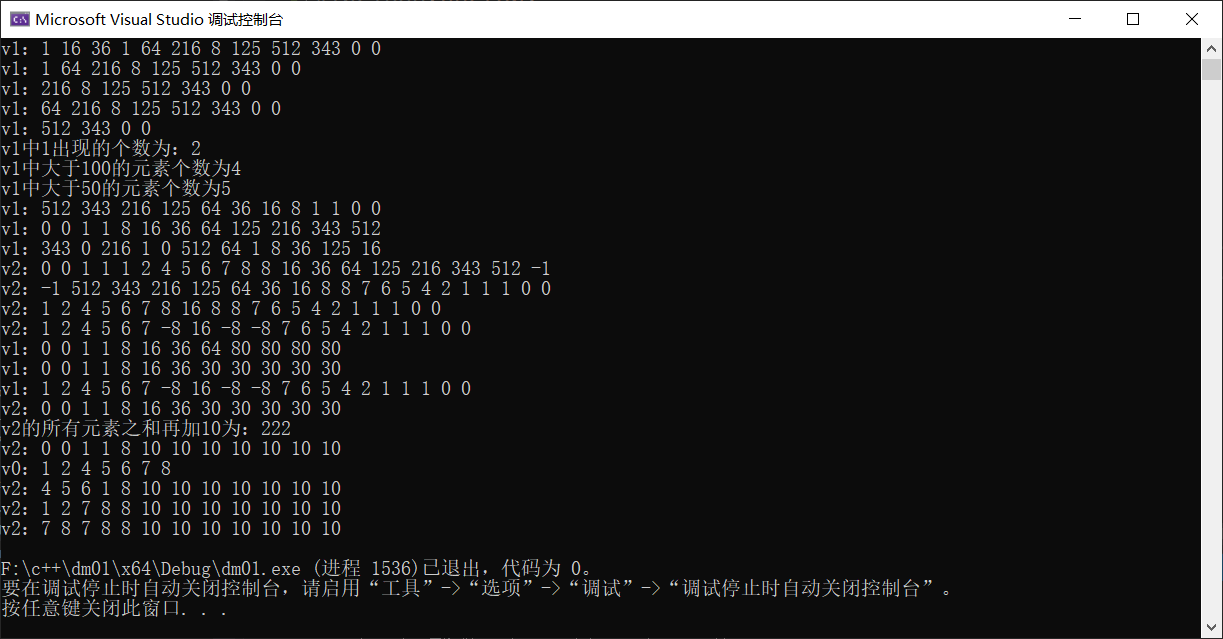 Microsoft Visual Studio 调试控制台
v1: 1 16 36 1 64 216 8 125 512 343 0 0
v1: 1 64 216 8 125 512 343 0 0
v1: 216 8 125 512 343 0 0
v1: 64 216 8 125 512 343 0 0
v1: 512 343 0 0
v1中1出现的个数为: 2
v1中大于100的元素个数为4
v1中大于50的元素个数为5
v1: 512 343 216 125 64 36 16 8 1 1 0 0
v1: 0 0 1 1 8 16 36 64 125 216 343 512
v1: 343 0 216 1 0 512 64 1 8 36 125 16
v2: 0 0 1 1 1 2 4 5 6 7 8 8 16 36 64 125 216 343 512 -1
v2: -1 512 343 216 125 64 36 16 8 8 7 6 5 4 2 1 1 1 0 0
v2: 1 2 4 5 6 7 8 16 8 8 7 6 5 4 2 1 1 1 0 0
v2: 1 2 4 5 6 7 -8 16 -8 -8 7 6 5 4 2 1 1 1 0 0
v1: 0 0 1 1 8 16 36 64 80 80 80 80
v1: 0 0 1 1 8 16 36 30 30 30 30 30
v1: 1 2 4 5 6 7 -8 16 -8 -8 7 6 5 4 2 1 1 1 0 0
v2: 0 0 1 1 8 16 36 30 30 30 30 30
v2的所有元素之和再加10为: 222
v2: 0 0 1 1 8 10 10 10 10 10 10 10
v0: 1 2 4 5 6 7 8
v2: 4 5 6 1 8 10 10 10 10 10 10 10
v2: 1 2 7 8 8 10 10 10 10 10 10 10
v2: 7 8 7 8 8 10 10 10 10 10 10 10
F:\c++\dm01\x64\Debug\dm01.exe (进程 1536)已退出，代码为 0。
要在调试停止时自动关闭控制台，请启用“工具”->“选项”->“调试”->“调试停止时自动关闭控制台”。
按任意键关闭此窗口. . .